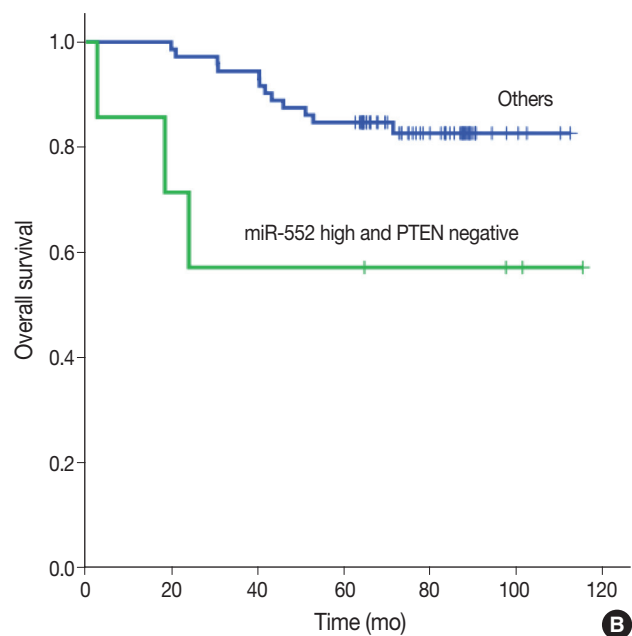 1.0
0.8
0.6
0.4
0.2
0.0
Overall survival
Others
miR-552 high and PTEN negative
0 20 40 60 80 100 120
Time (mo)
B